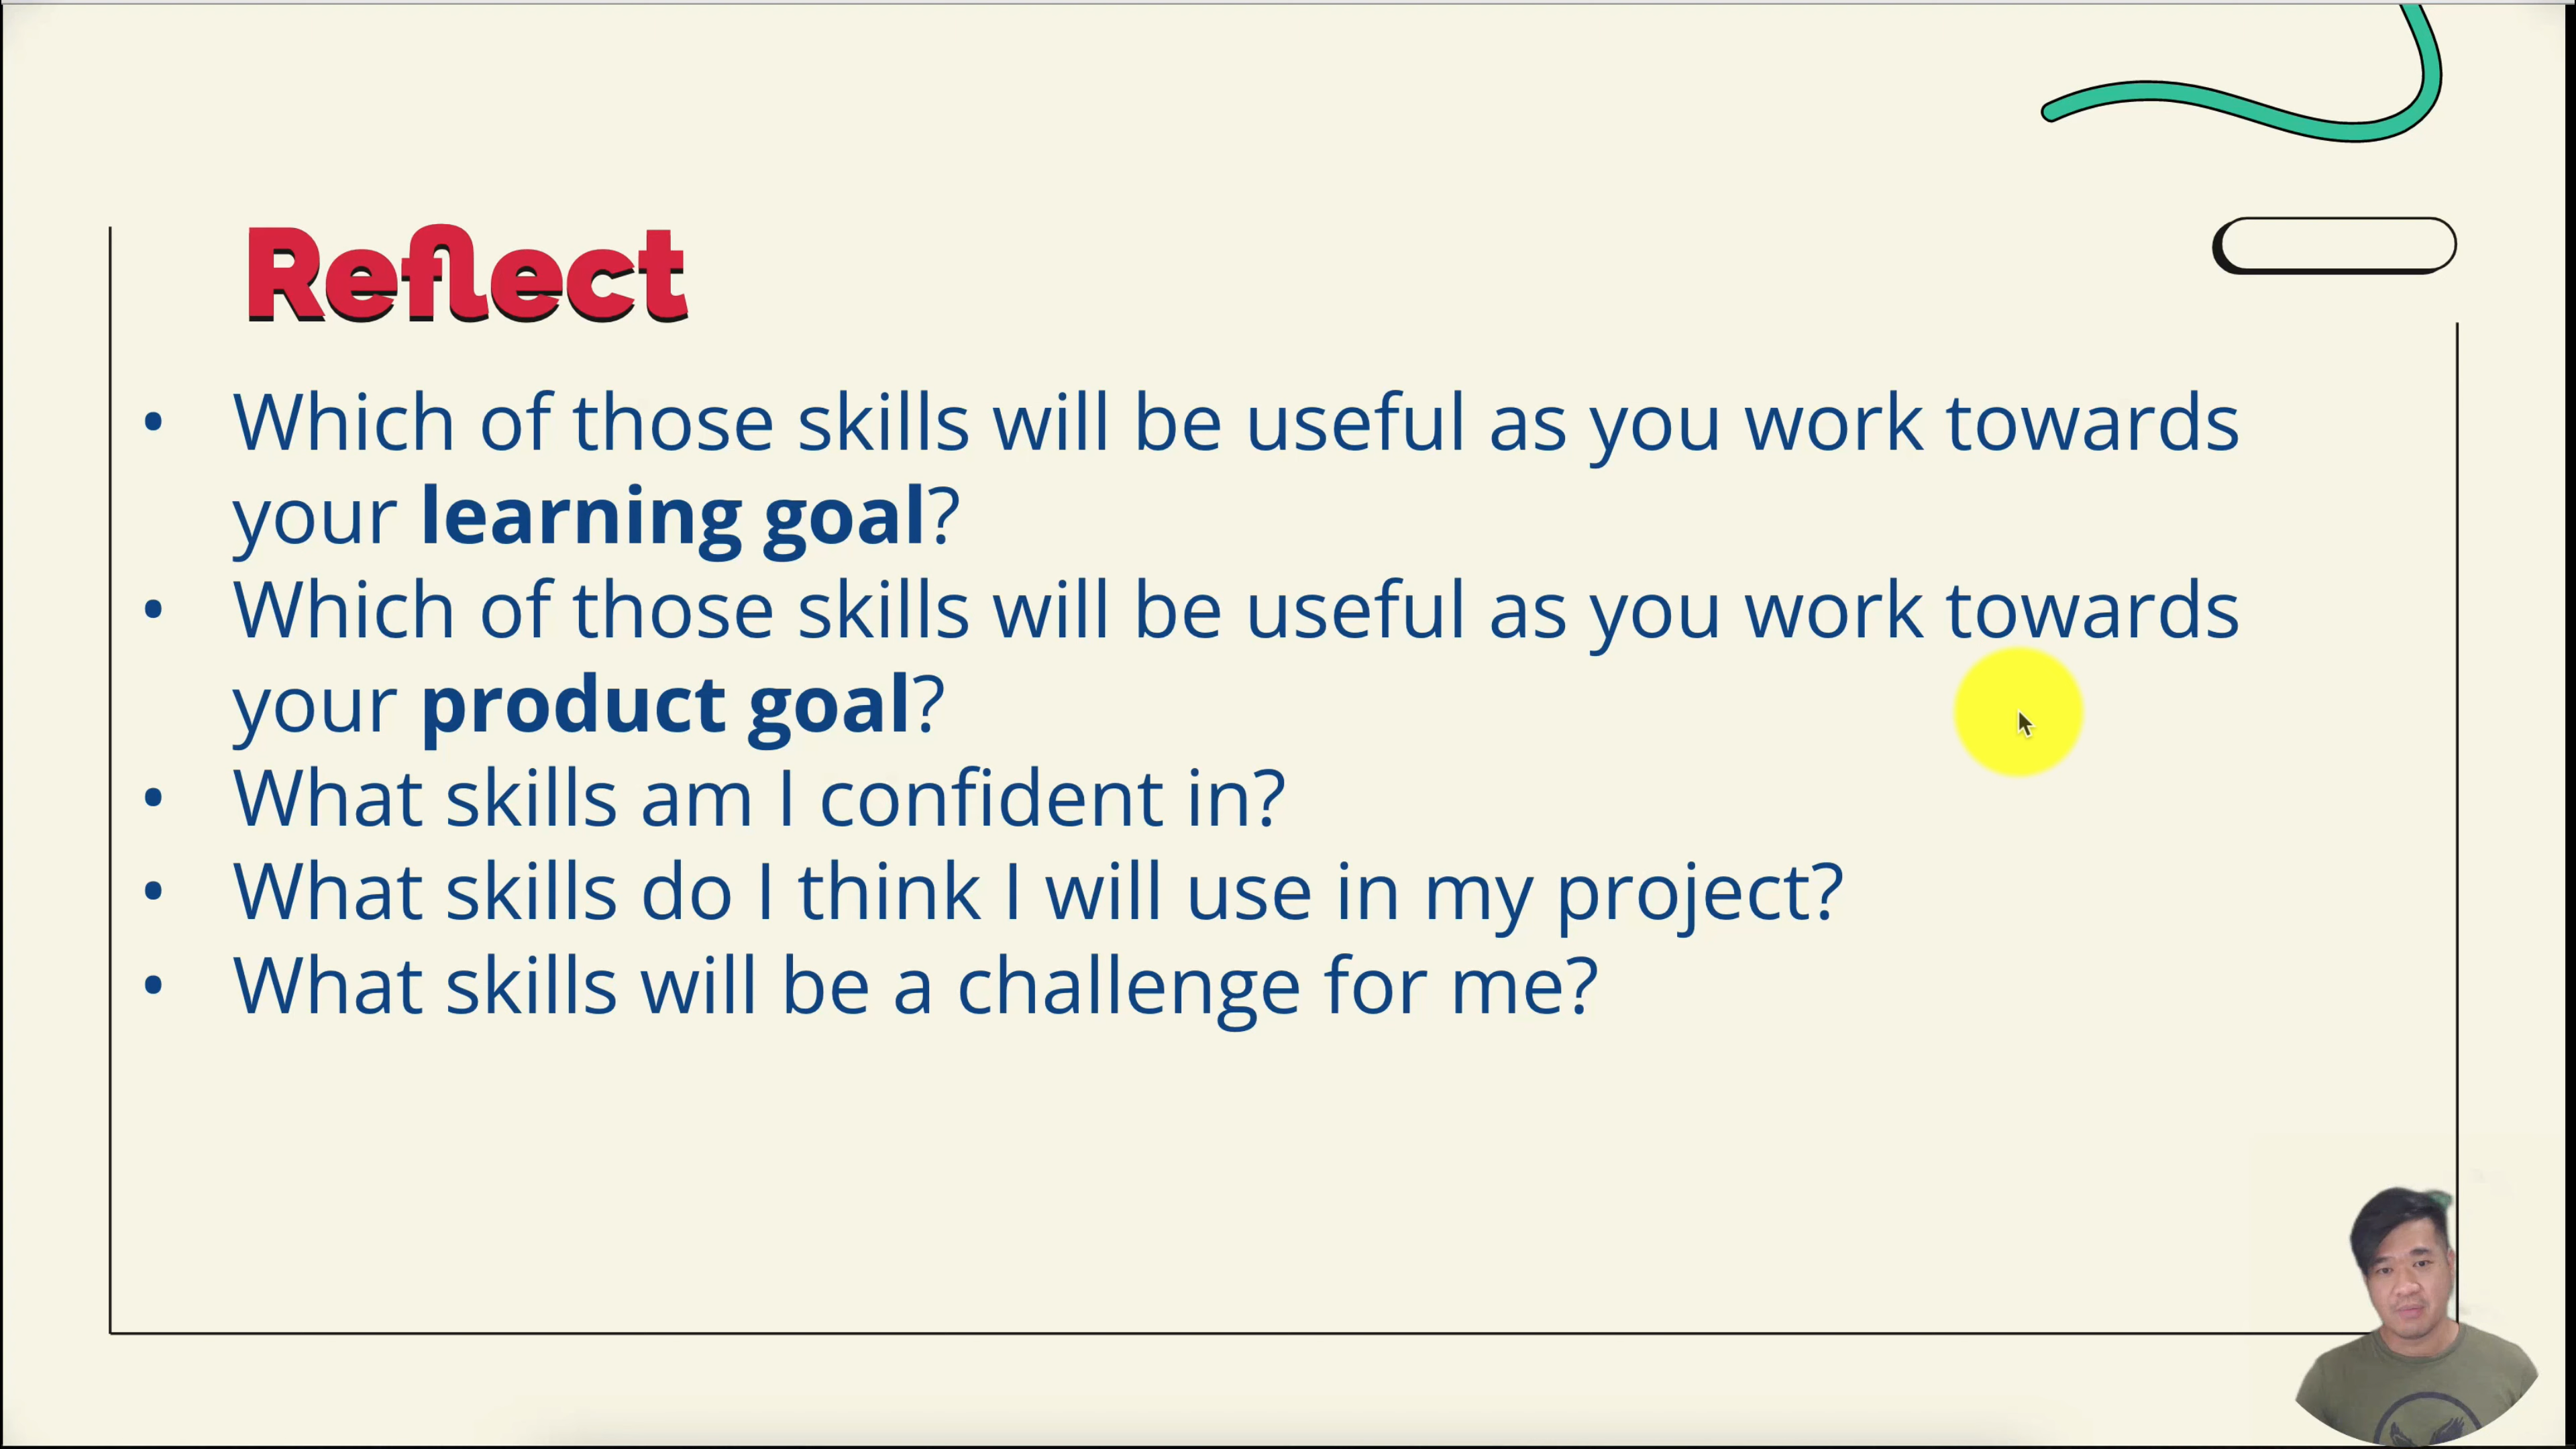 Reflect
• Which of those skills will be useful as you work towards
your learning goal?
• Which of those skills will be useful as you work towards
your product goal?
• What skills am I confident in?
• What skills do I think I will use in my project?
• What skills will be a challenge for me?